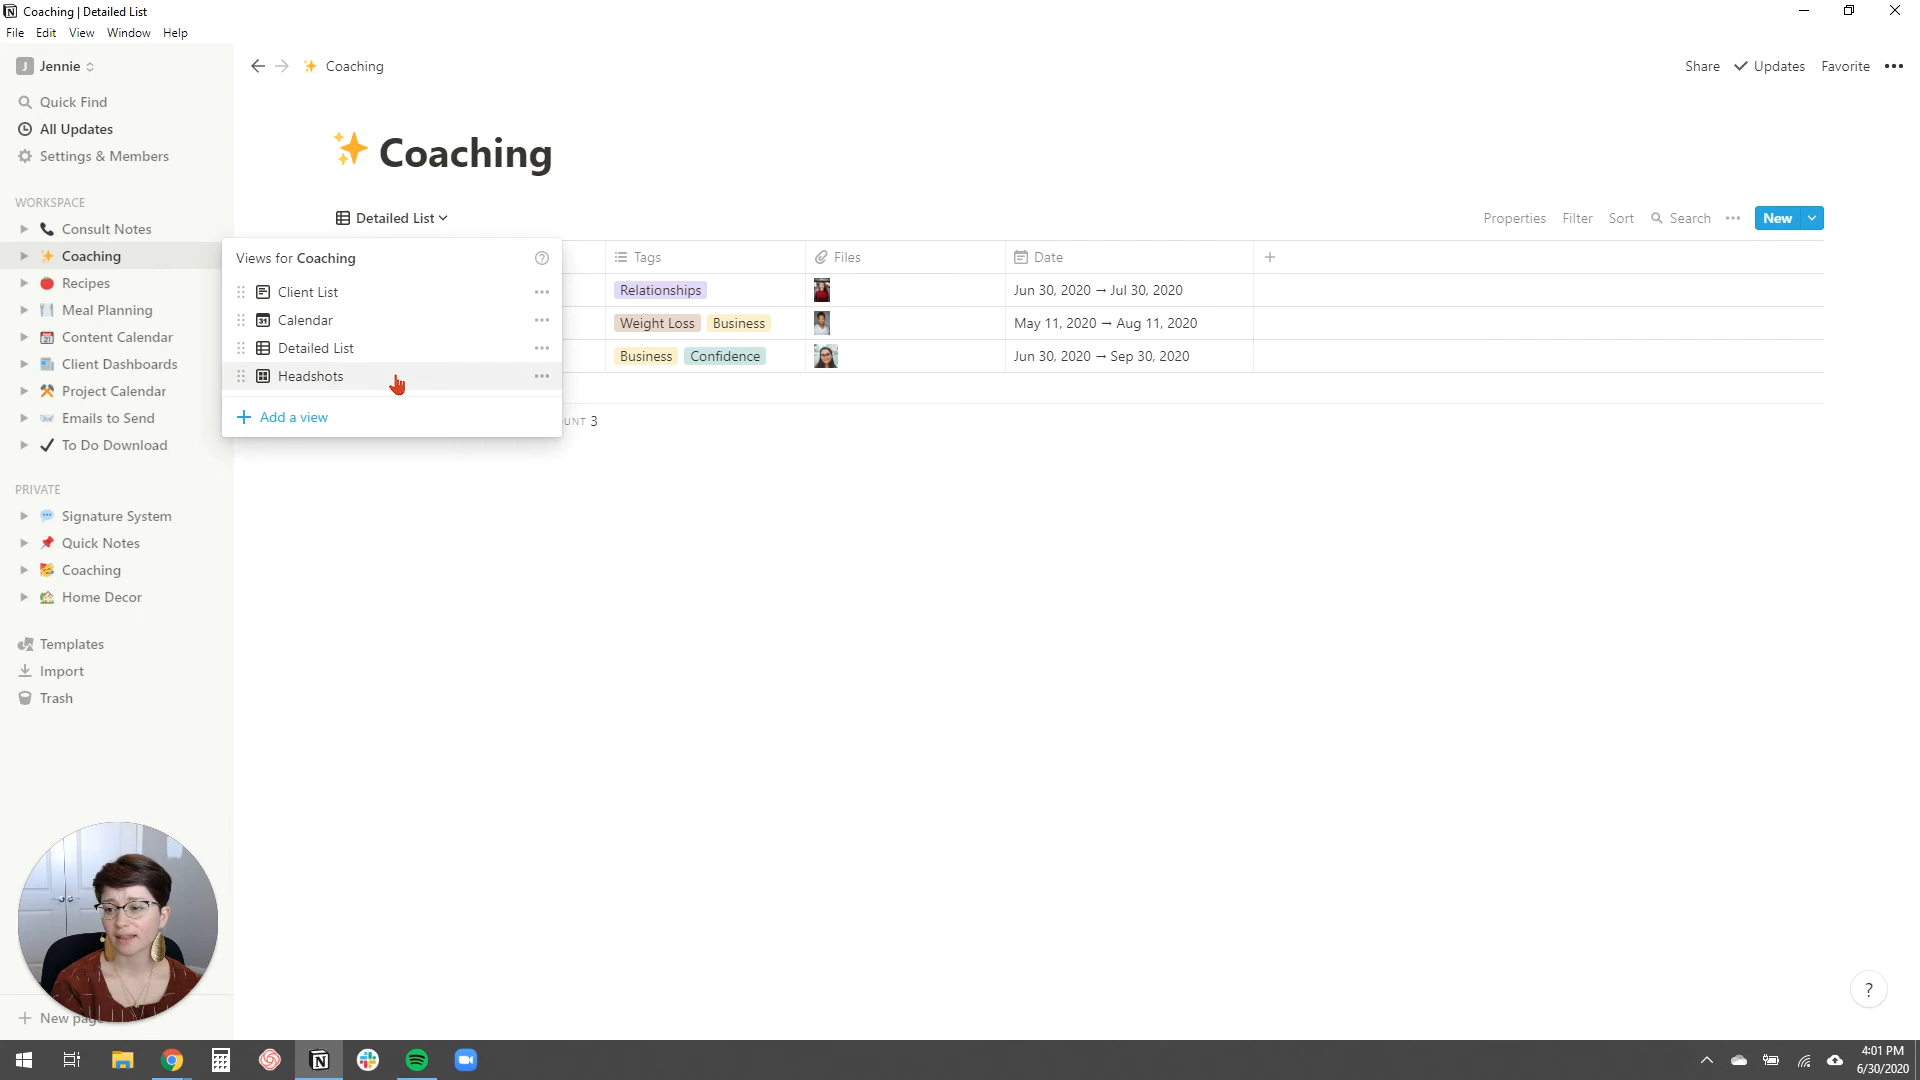 Coaching | Detailed List
File Edit View Window Help
J Jennie
Coaching
Share Updates Favorite
Quick Find
All Updates
Settings & Members
WORKSPACE
Consult Notes
Coaching
Recipes
Meal Planning
Content Calendar
Client Dashboards
Project Calendar
Emails to Send
To Do Download
PRIVATE
Signature System
Quick Notes
Coaching
Home Decor
Templates
Import
Trash
New page
Coaching
Detailed List
Properties Filter Sort Search New
Views for Coaching
Client List
31 Calendar
Detailed List
Headshots
Add a view
Tags Files Date
Relationships Jun 30, 2020 → Jul 30, 2020
Weight Loss Business May 11, 2020 → Aug 11, 2020
Business Confidence Jun 30, 2020 → Sep 30, 2020
UNT 3
?
4:01 PM
6/30/2020